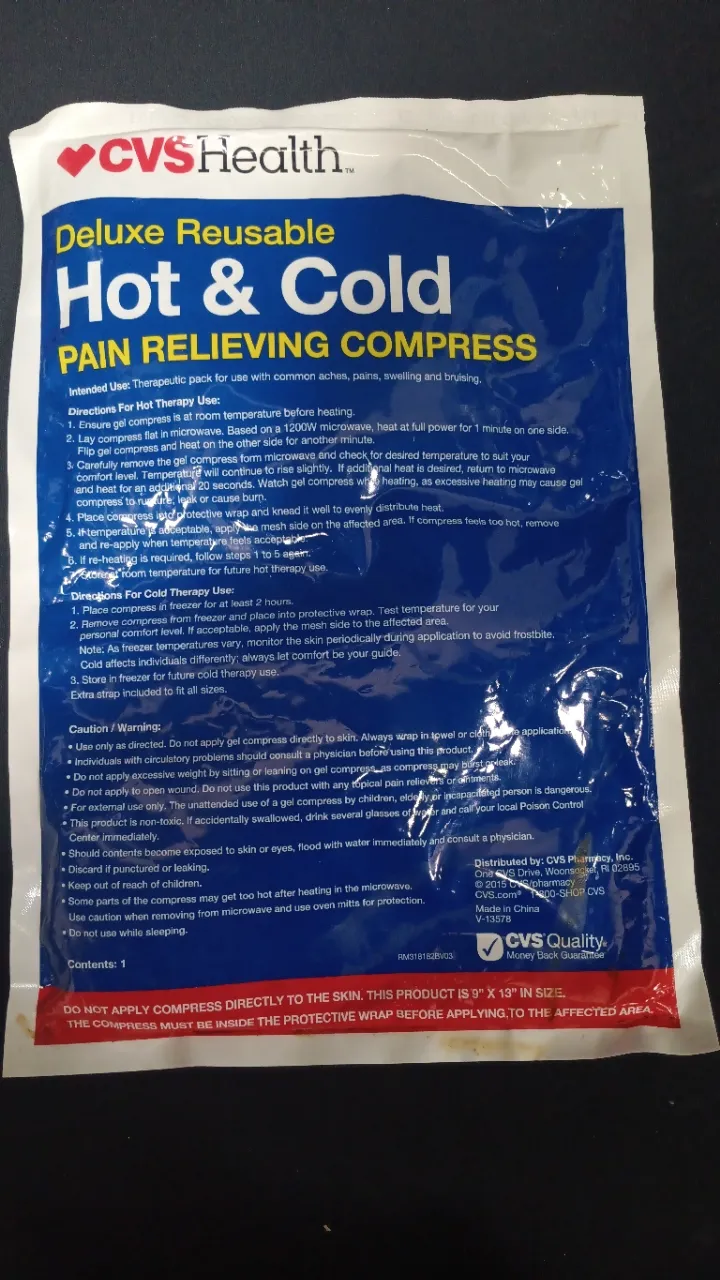 CVSHealth™
Deluxe Reusable
Hot & Cold
PAIN RELIEVING COMPRESS
Intended Use: Therapeutic pack for use with common aches, pains, swelling and bruising.
Directions For Hot Therapy Use:
1. Ensure gel compress is at room temperature before heating.
2. Lay compress flat in microwave. Based on a 1200W microwave, heat at full power for 1 minute on one side.
Flip gel compress and heat on the other side for another minute.
3. Carefully remove the gel compress form microwave and check for desired temperature to suit your
comfort level. Temperature will continue to rise slightly. If additional heat is desired, return to microwave
and heat for an additional 20 seconds. Watch gel compress while heating, as excessive heating may cause gel
compress to rupture, leak or cause burn.
4. Place compress into protective wrap and knead it well to evenly distribute heat.
5. If temperature is acceptable, apply the mesh side on the affected area. If compress feels too hot, remove
and re-apply when temperature feels acceptable.
6. If re-heating is required, follow steps 1 to 5 again.
Store at room temperature for future hot therapy use.
Directions For Cold Therapy Use:
1. Place compress in freezer for at least 2 hours.
2. Remove compress from freezer and place into protective wrap. Test temperature for your
personal comfort level. If acceptable, apply the mesh side to the affected area.
Note: As freezer temperatures vary, monitor the skin periodically during application to avoid frostbite.
Cold affects individuals differently; always let comfort be your guide.
3. Store in freezer for future cold therapy use.
Extra strap included to fit all sizes.
Caution / Warning:
• Use only as directed. Do not apply gel compress directly to skin. Always wrap in towel or cloth application.
• Individuals with circulatory problems should consult a physician before using this product.
• Do not apply excessive weight by sitting or leaning on gel compress, as compress may burst or leak.
• Do not apply to open wound. Do not use this product with any topical pain relievers or ointments.
• For external use only. The unattended use of a gel compress by children, elderly or incapacitated person is dangerous.
• This product is non-toxic. If accidentally swallowed, drink several glasses of water and call your local Poison Control
Center immediately.
• Should contents become exposed to skin or eyes, flood with water immediately and consult a physician.
• Discard if punctured or leaking.
• Keep out of reach of children.
• Some parts of the compress may get too hot after heating in the microwave.
Use caution when removing from microwave and use oven mitts for protection.
• Do not use while sleeping.
Contents: 1
Distributed by: CVS Pharmacy, Inc.
One CVS Drive, Woonsocket, RI 02895
© 2015 CVS/pharmacy
CVS.com® 1-800-SHOP CVS
Made in China
V-13578
RM318182BV03
CVS Quality
Money Back Guarantee
DO NOT APPLY COMPRESS DIRECTLY TO THE SKIN. THIS PRODUCT IS 9" X 13" IN SIZE.
THE COMPRESS MUST BE INSIDE THE PROTECTIVE WRAP BEFORE APPLYING TO THE AFFECTED AREA.